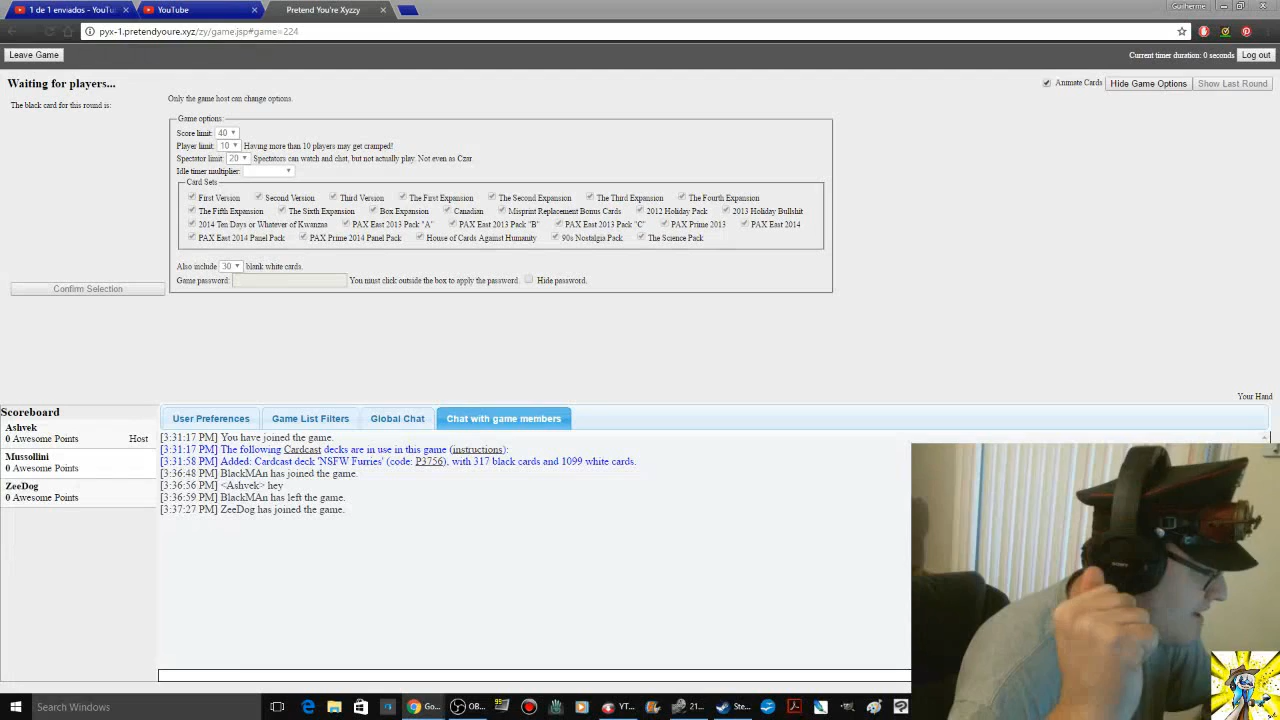 1 de 1 enviados - YouTu
YouTube
Pretend You're Xyzzy
Guilherme
pyx-1.pretendyoure.xyz/zy/game.jsp#game=224
Leave Game
Current timer duration: 0 seconds
Log out
Waiting for players...
Animate Cards
Hide Game Options
Show Last Round
The black card for this round is:
Only the game host can change options.
Game options:
Score limit: 40
Player limit: 10 Having more than 10 players may get cramped!
Spectator limit: 20 Spectators can watch and chat, but not actually play. Not even as Czar.
Idle timer multiplier:
Card Sets
First Version Second Version Third Version The First Expansion The Second Expansion The Third Expansion The Fourth Expansion
The Fifth Expansion The Sixth Expansion Box Expansion Canadian Misprint Replacement Bonus Cards 2012 Holiday Pack 2013 Holiday Bullshit
2014 Ten Days or Whatever of Kwanzaa PAX East 2013 Pack "A" PAX East 2013 Pack "B" PAX East 2013 Pack "C" PAX Prime 2013 PAX East 2014
PAX East 2014 Panel Pack PAX Prime 2014 Panel Pack House of Cards Against Humanity 90s Nostalgia Pack The Science Pack
Also include 30 blank white cards.
Game password: You must click outside the box to apply the password. Hide password.
Confirm Selection
Your Hand
Scoreboard
Ashvek
0 Awesome Points Host
Mussollini
0 Awesome Points
ZeeDog
0 Awesome Points
User Preferences
Game List Filters
Global Chat
Chat with game members
[3:31:17 PM] You have joined the game.
[3:31:17 PM] The following Cardcast decks are in use in this game (instructions):
[3:31:58 PM] Added: Cardcast deck 'NSFW Furries' (code: P3756), with 317 black cards and 1099 white cards.
[3:36:48 PM] BlackMAn has joined the game.
[3:36:56 PM] <Ashvek> hey
[3:36:59 PM] BlackMAn has left the game.
[3:37:27 PM] ZeeDog has joined the game.
SONY
Search Windows
Go...
OB...
YT...
21...
Ste...